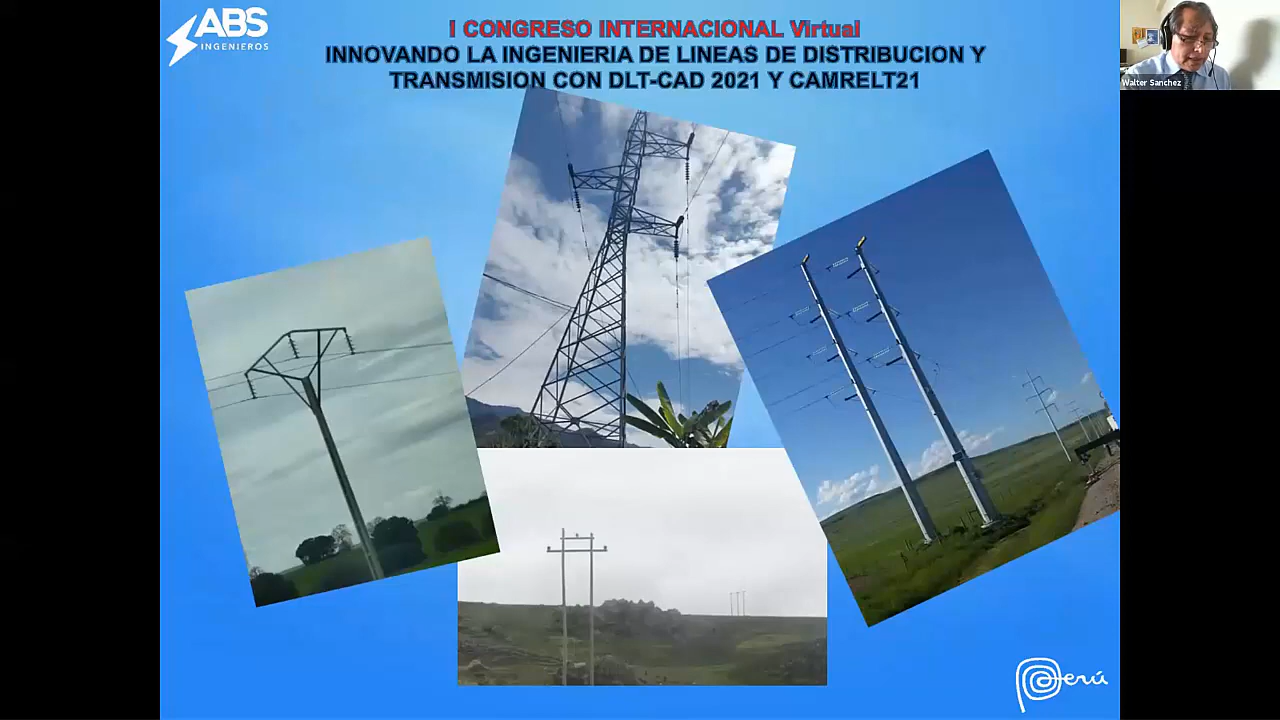 ABS
INGENIEROS
I CONGRESO INTERNACIONAL Virtual
INNOVANDO LA INGENIERIA DE LINEAS DE DISTRIBUCION Y
TRANSMISION CON DLT-CAD 2021 Y CAMRELT21
Walter Sanchez
Perú